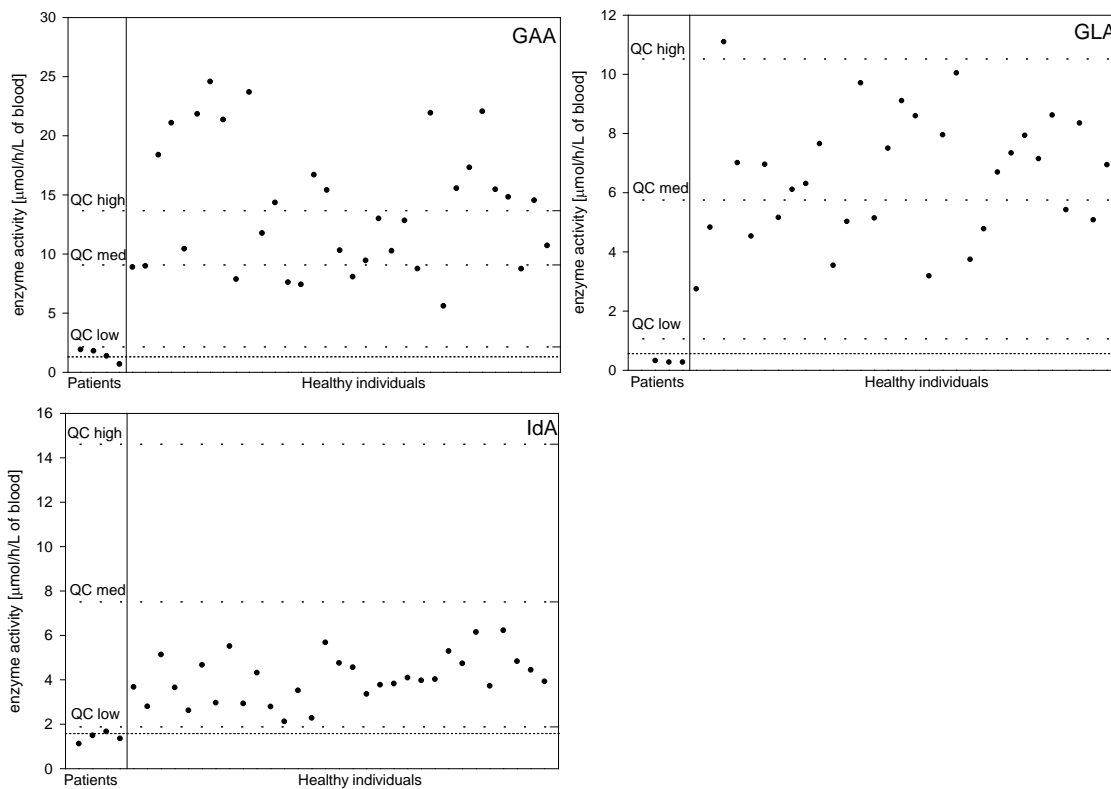 GAA
enzyme activity [µmol/h/L of blood]
30
25
20
15
10
5
0
QC high
QC med
QC low
Patients
Healthy individuals
GLA
enzyme activity [µmol/h/L of blood]
12
10
8
6
4
2
0
QC high
QC med
QC low
Patients
Healthy individuals
IdA
enzyme activity [µmol/h/L of blood]
16
14
12
10
8
6
4
2
0
QC high
QC med
QC low
Patients
Healthy individuals